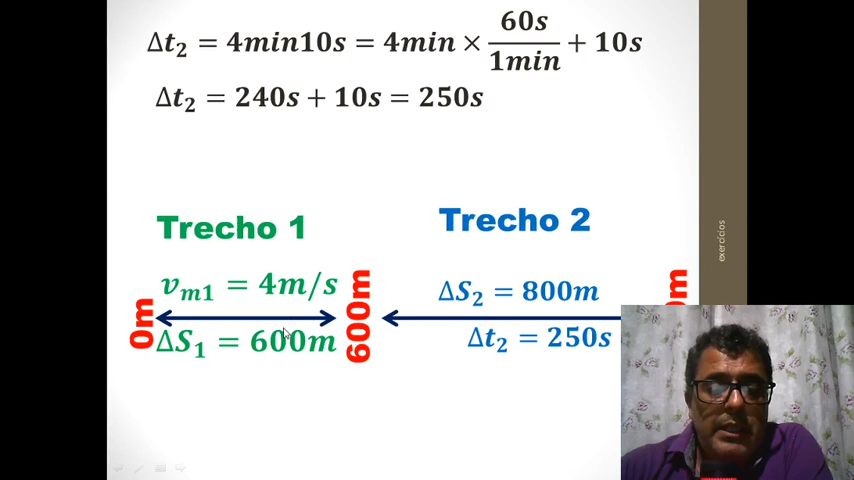 Δt₂ = 4min10s = 4min × 60s/1min + 10s
Δt₂ = 240s + 10s = 250s
exercícios
Trecho 1
Trecho 2
vₘ₁ = 4m/s
ΔS₂ = 800m
0m
600m
ΔS₁ = 600m
Δt₂ = 250s